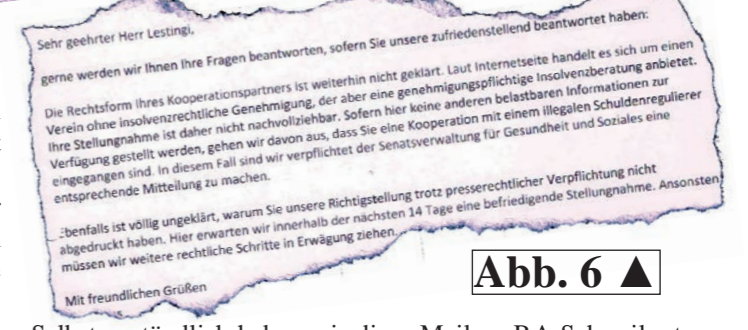 Sehr geehrter Herr Lestingi,
gerne werden wir Ihnen Ihre Fragen beantworten, sofern Sie unsere zufriedenstellend beantwortet haben:
Die Rechtsform Ihres Kooperationspartners ist weiterhin nicht geklärt. Laut Internetseite handelt es sich um einen
Verein ohne insolvenzrechtliche Genehmigung, der aber eine genehmigungspflichtige Insolvenzberatung anbietet.
Ihre Stellungnahme ist daher nicht nachvollziehbar. Sofern hier keine anderen belastbaren Informationen zur
Verfügung gestellt werden, gehen wir davon aus, dass Sie eine Kooperation mit einem illegalen Schuldenregulierer
eingegangen sind. In diesem Fall sind wir verpflichtet der Senatsverwaltung für Gesundheit und Soziales eine
entsprechende Mitteilung zu machen.
Ebenfalls ist völlig ungeklärt, warum Sie unsere Richtigstellung trotz presserechtlicher Verpflichtung nicht
abgedruckt haben. Hier erwarten wir innerhalb der nächsten 14 Tage eine befriedigende Stellungnahme. Ansonsten
müssen wir weitere rechtliche Schritte in Erwägung ziehen.
Mit freundlichen Grüßen
Abb. 6 ▲